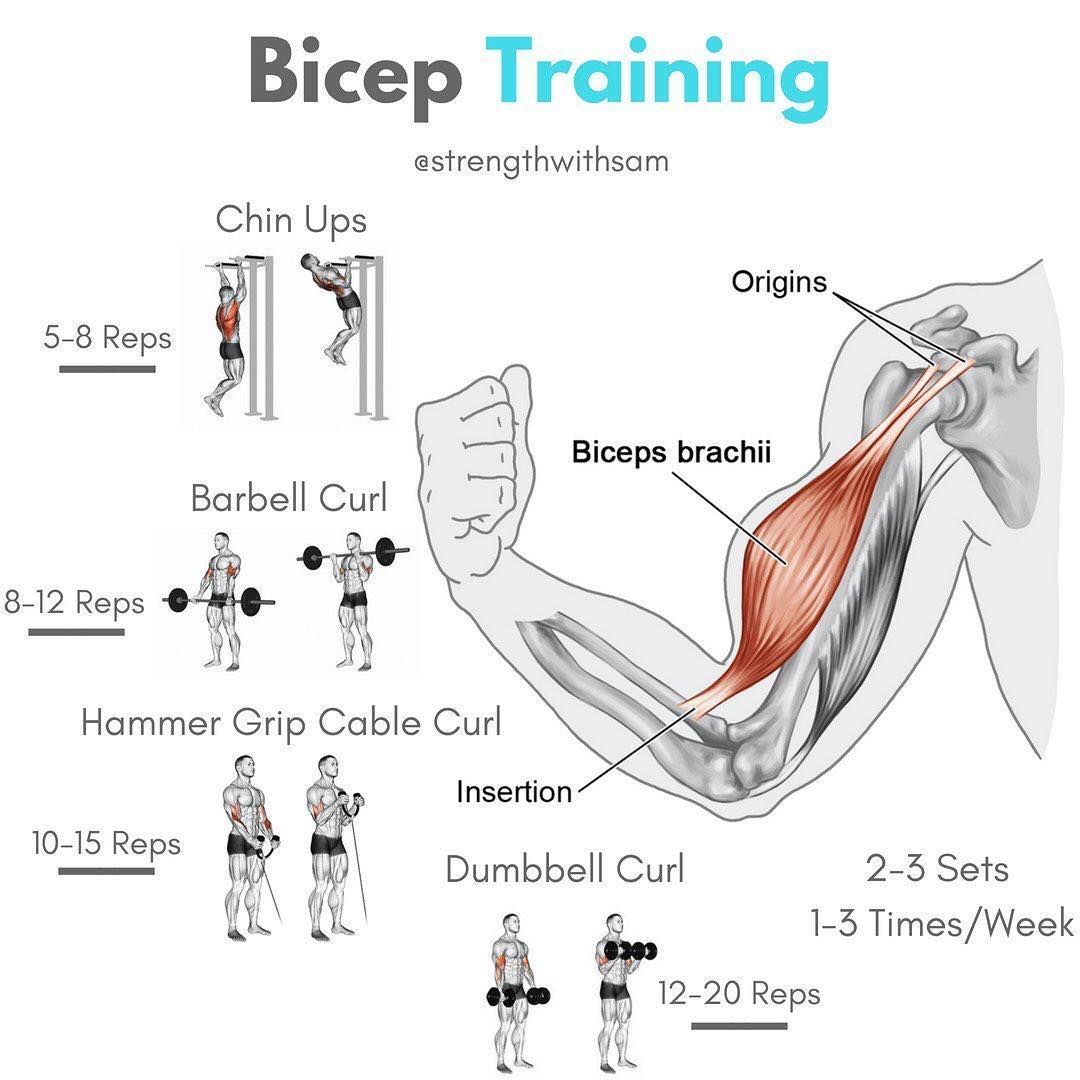 Bicep Training
@strengthwithsam
Chin Ups
5-8 Reps
Origins
Biceps brachii
Barbell Curl
8-12 Reps
Hammer Grip Cable Curl
Insertion
10-15 Reps
Dumbbell Curl
12-20 Reps
2-3 Sets
1-3 Times/Week